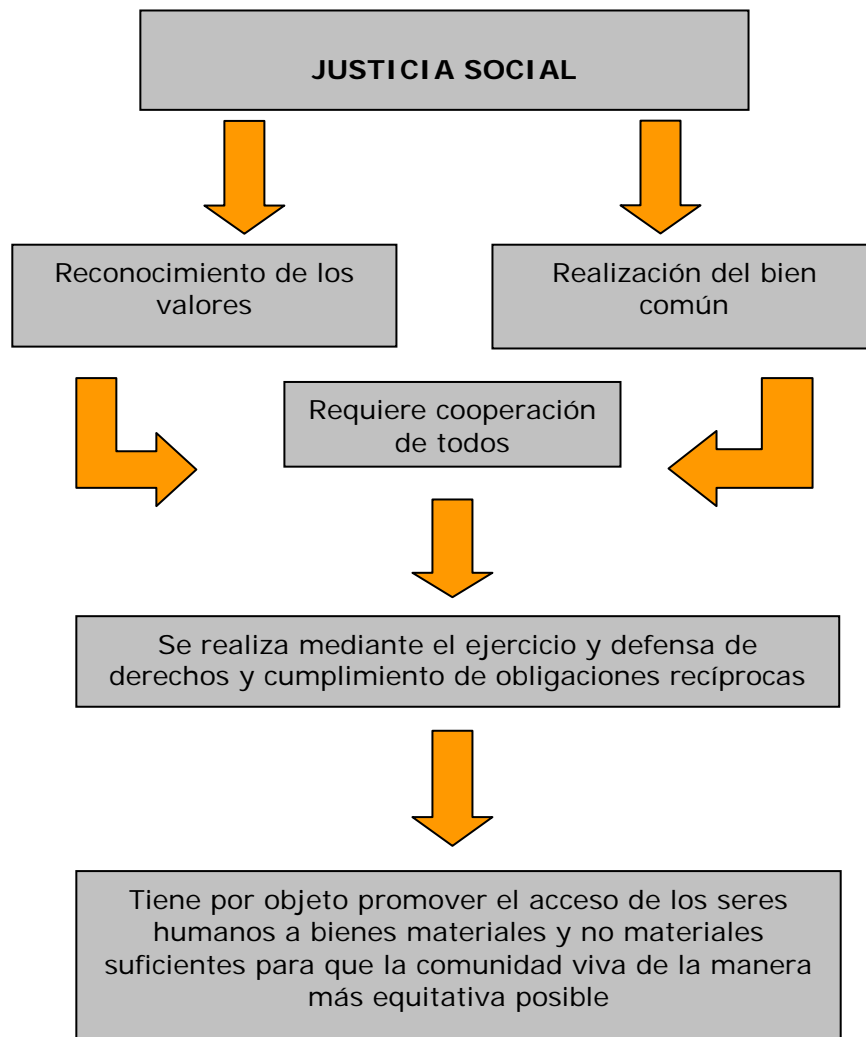 JUSTICIA SOCIAL
Reconocimiento de los
valores
Realización del bien
común
Requiere cooperación
de todos
Se realiza mediante el ejercicio y defensa de
derechos y cumplimiento de obligaciones recíprocas
Tiene por objeto promover el acceso de los seres
humanos a bienes materiales y no materiales
suficientes para que la comunidad viva de la manera
más equitativa posible